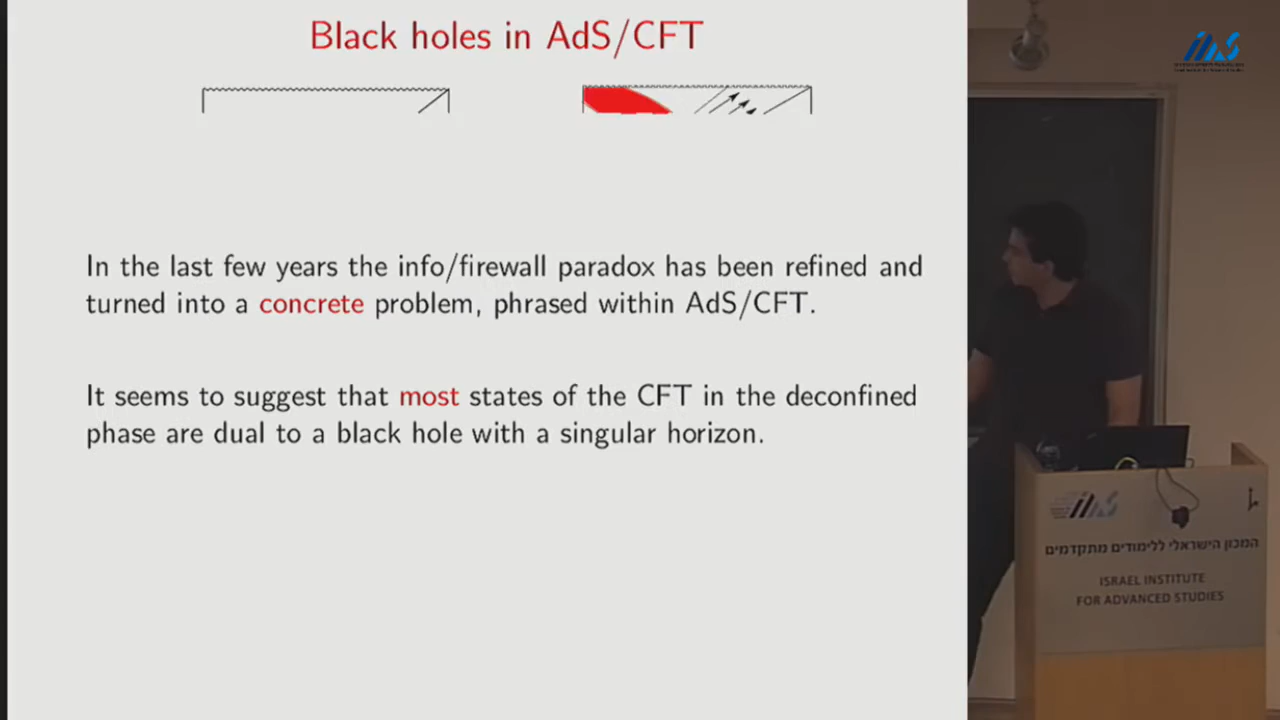 Black holes in AdS/CFT
In the last few years the info/firewall paradox has been refined and
turned into a concrete problem, phrased within AdS/CFT.
It seems to suggest that most states of the CFT in the deconfined
phase are dual to a black hole with a singular horizon.
המכון הישראלי ללימודים מתקדמים
ISRAEL INSTITUTE
FOR ADVANCED STUDIES